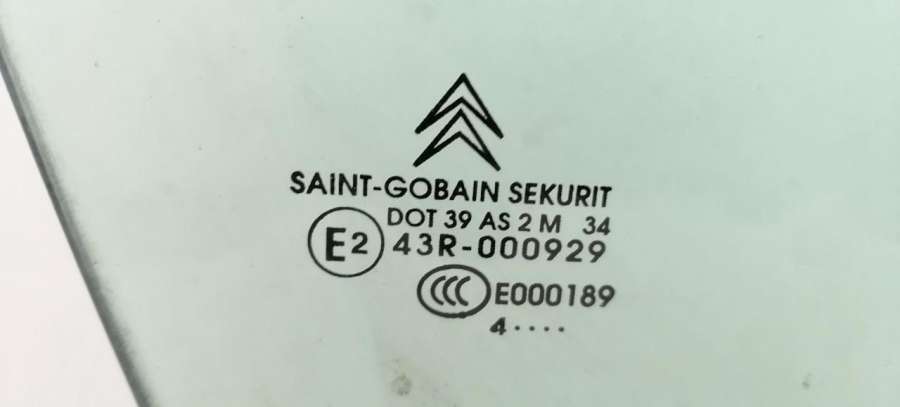 SAINT-GOBAIN SEKURIT
DOT 39 AS 2 M 34
E2 43R-000929
CCC E000189
4····